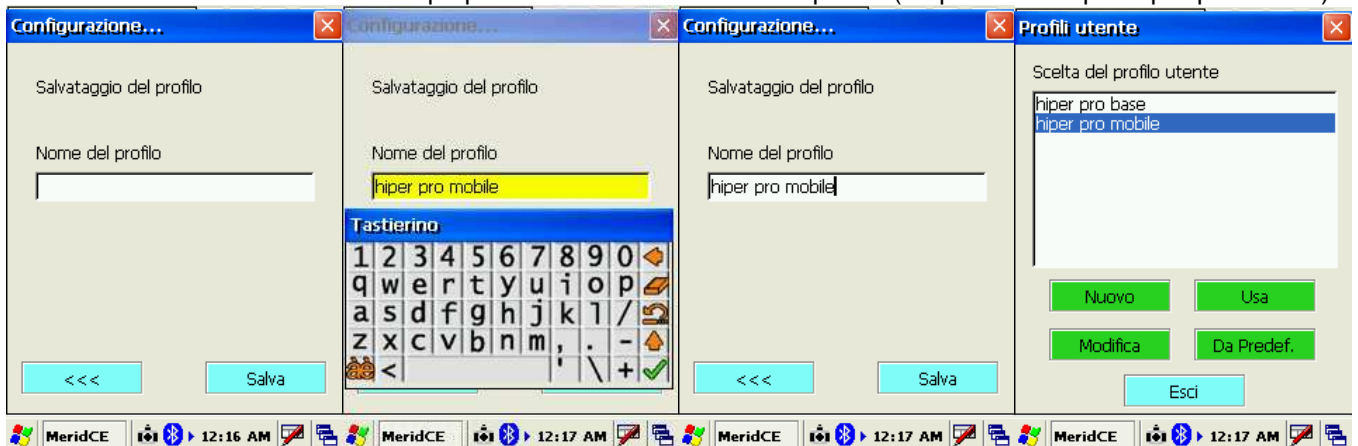 Configurazione...
Salvataggio del profilo
Nome del profilo
<<<
Salva
MeridCE
12:16 AM
Configurazione...
Salvataggio del profilo
Nome del profilo
hiper pro mobile
Tastierino
1 2 3 4 5 6 7 8 9 0
q w e r t y u i o p
a s d f g h j k l /
z x c v b n m , . -
àè < ' \ +
MeridCE
12:17 AM
Configurazione...
Salvataggio del profilo
Nome del profilo
hiper pro mobile
<<<
Salva
MeridCE
12:17 AM
Profili utente
Scelta del profilo utente
hiper pro base
hiper pro mobile
Nuovo
Usa
Modifica
Da Predef.
Esci
MeridCE
12:17 AM